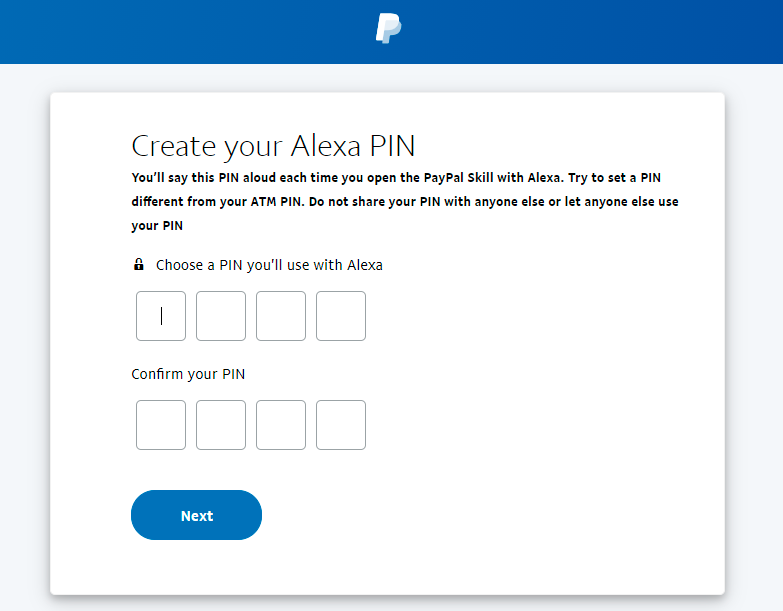 Create your Alexa PIN
You'll say this PIN aloud each time you open the PayPal Skill with Alexa. Try to set a PIN
different from your ATM PIN. Do not share your PIN with anyone else or let anyone else use
your PIN
Choose a PIN you'll use with Alexa
Confirm your PIN
Next